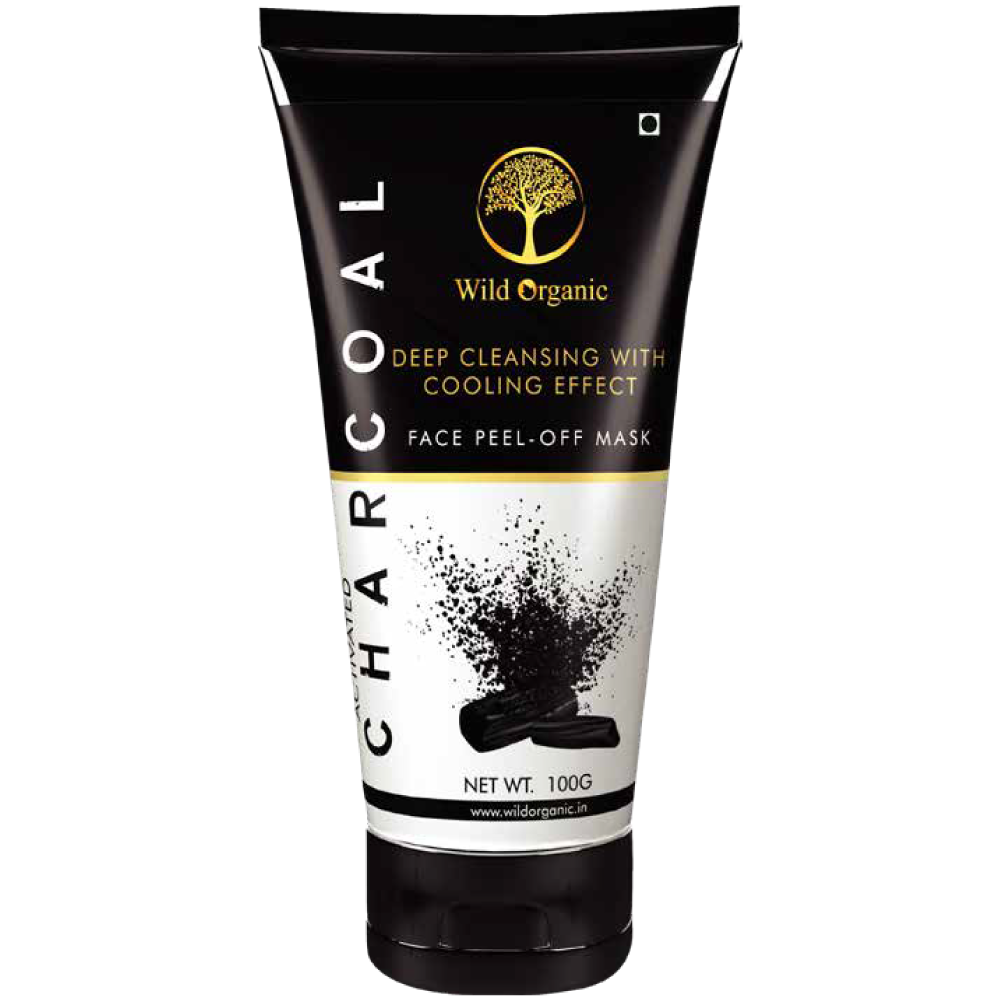 Wild Organic
DEEP CLEANSING WITH
COOLING EFFECT
FACE PEEL-OFF MASK
ACTIVATED
CHARCOAL
NET WT. 100G
www.wildorganic.in